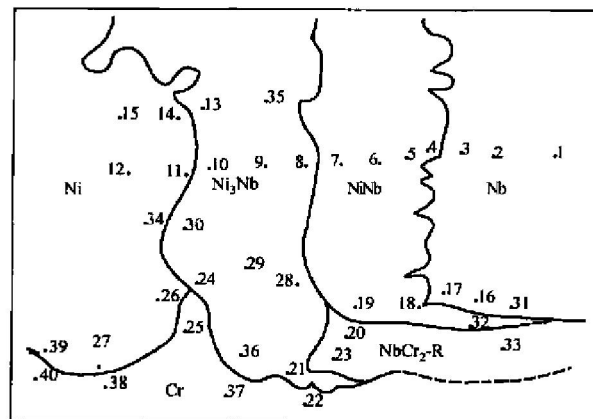 .15 14. .13 .35
12. 11. .10 9. 8. 7. 6. .5 4 .3 .2 .1
Ni Ni3Nb NiNb Nb
34 .30
.29
.26 .24 28. .17 .16 .31
.19 18.
.25 .20 .32
.39 27 .36 .23 NbCr2-R .33
.40 .38 .21
Cr .37 .22